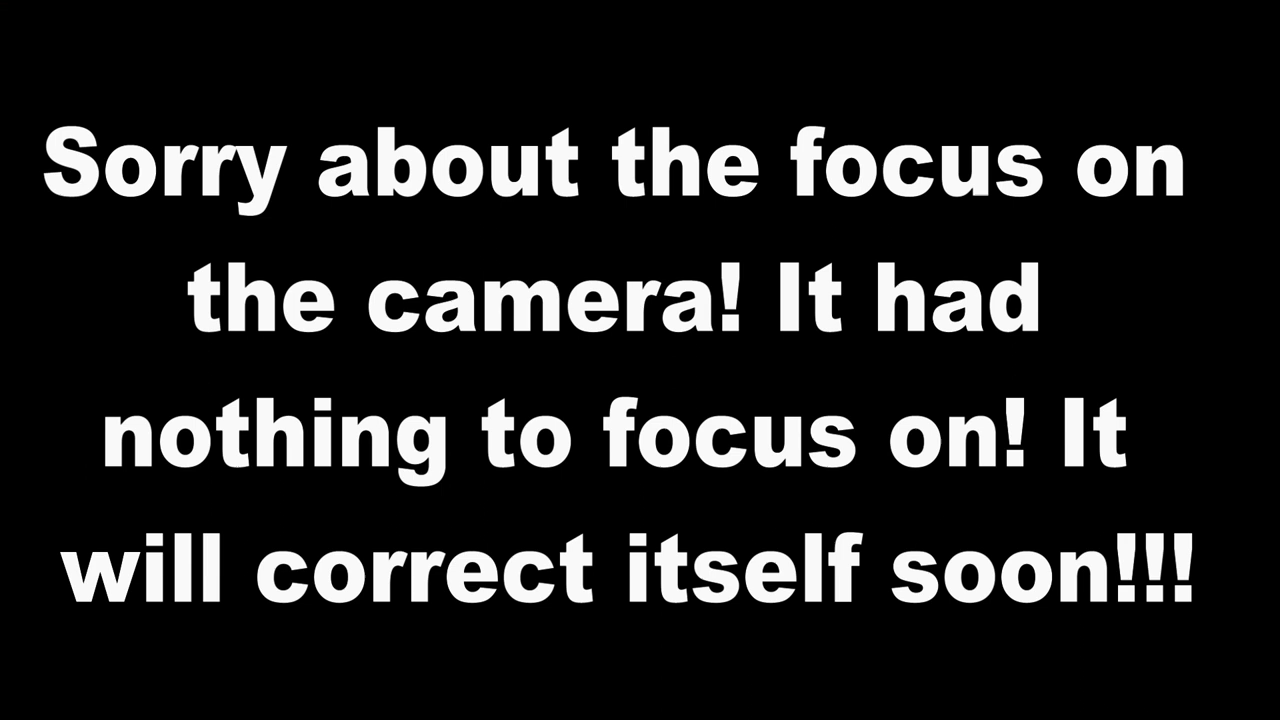 Sorry about the focus on
the camera! It had
nothing to focus on! It
will correct itself soon!!!